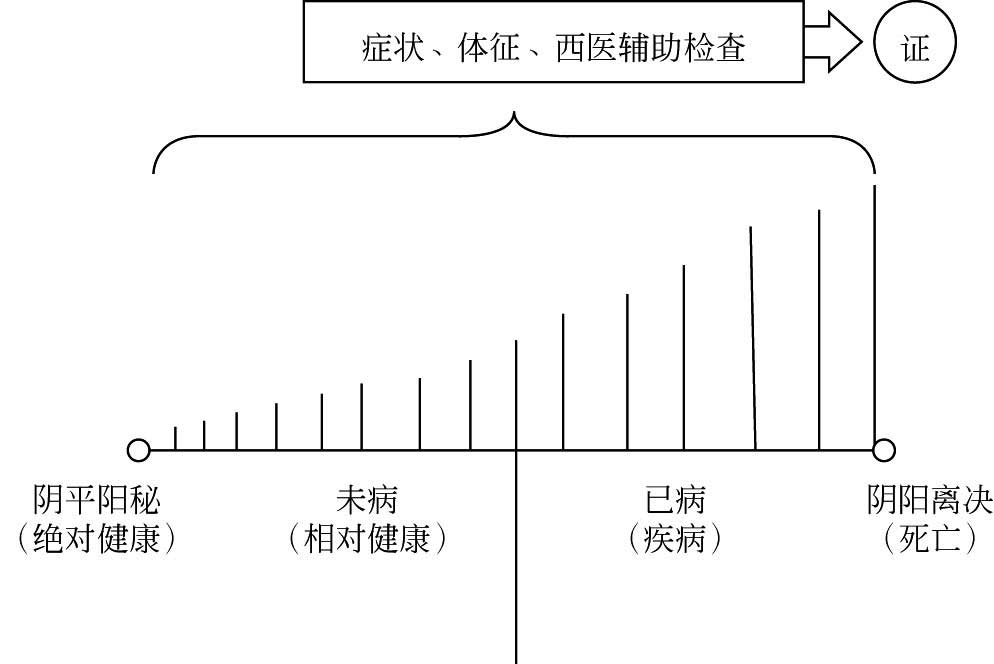 症状、体征、西医辅助检查
证
阴平阳秘
（绝对健康）
未病
（相对健康）
已病
（疾病）
阴阳离决
（死亡）